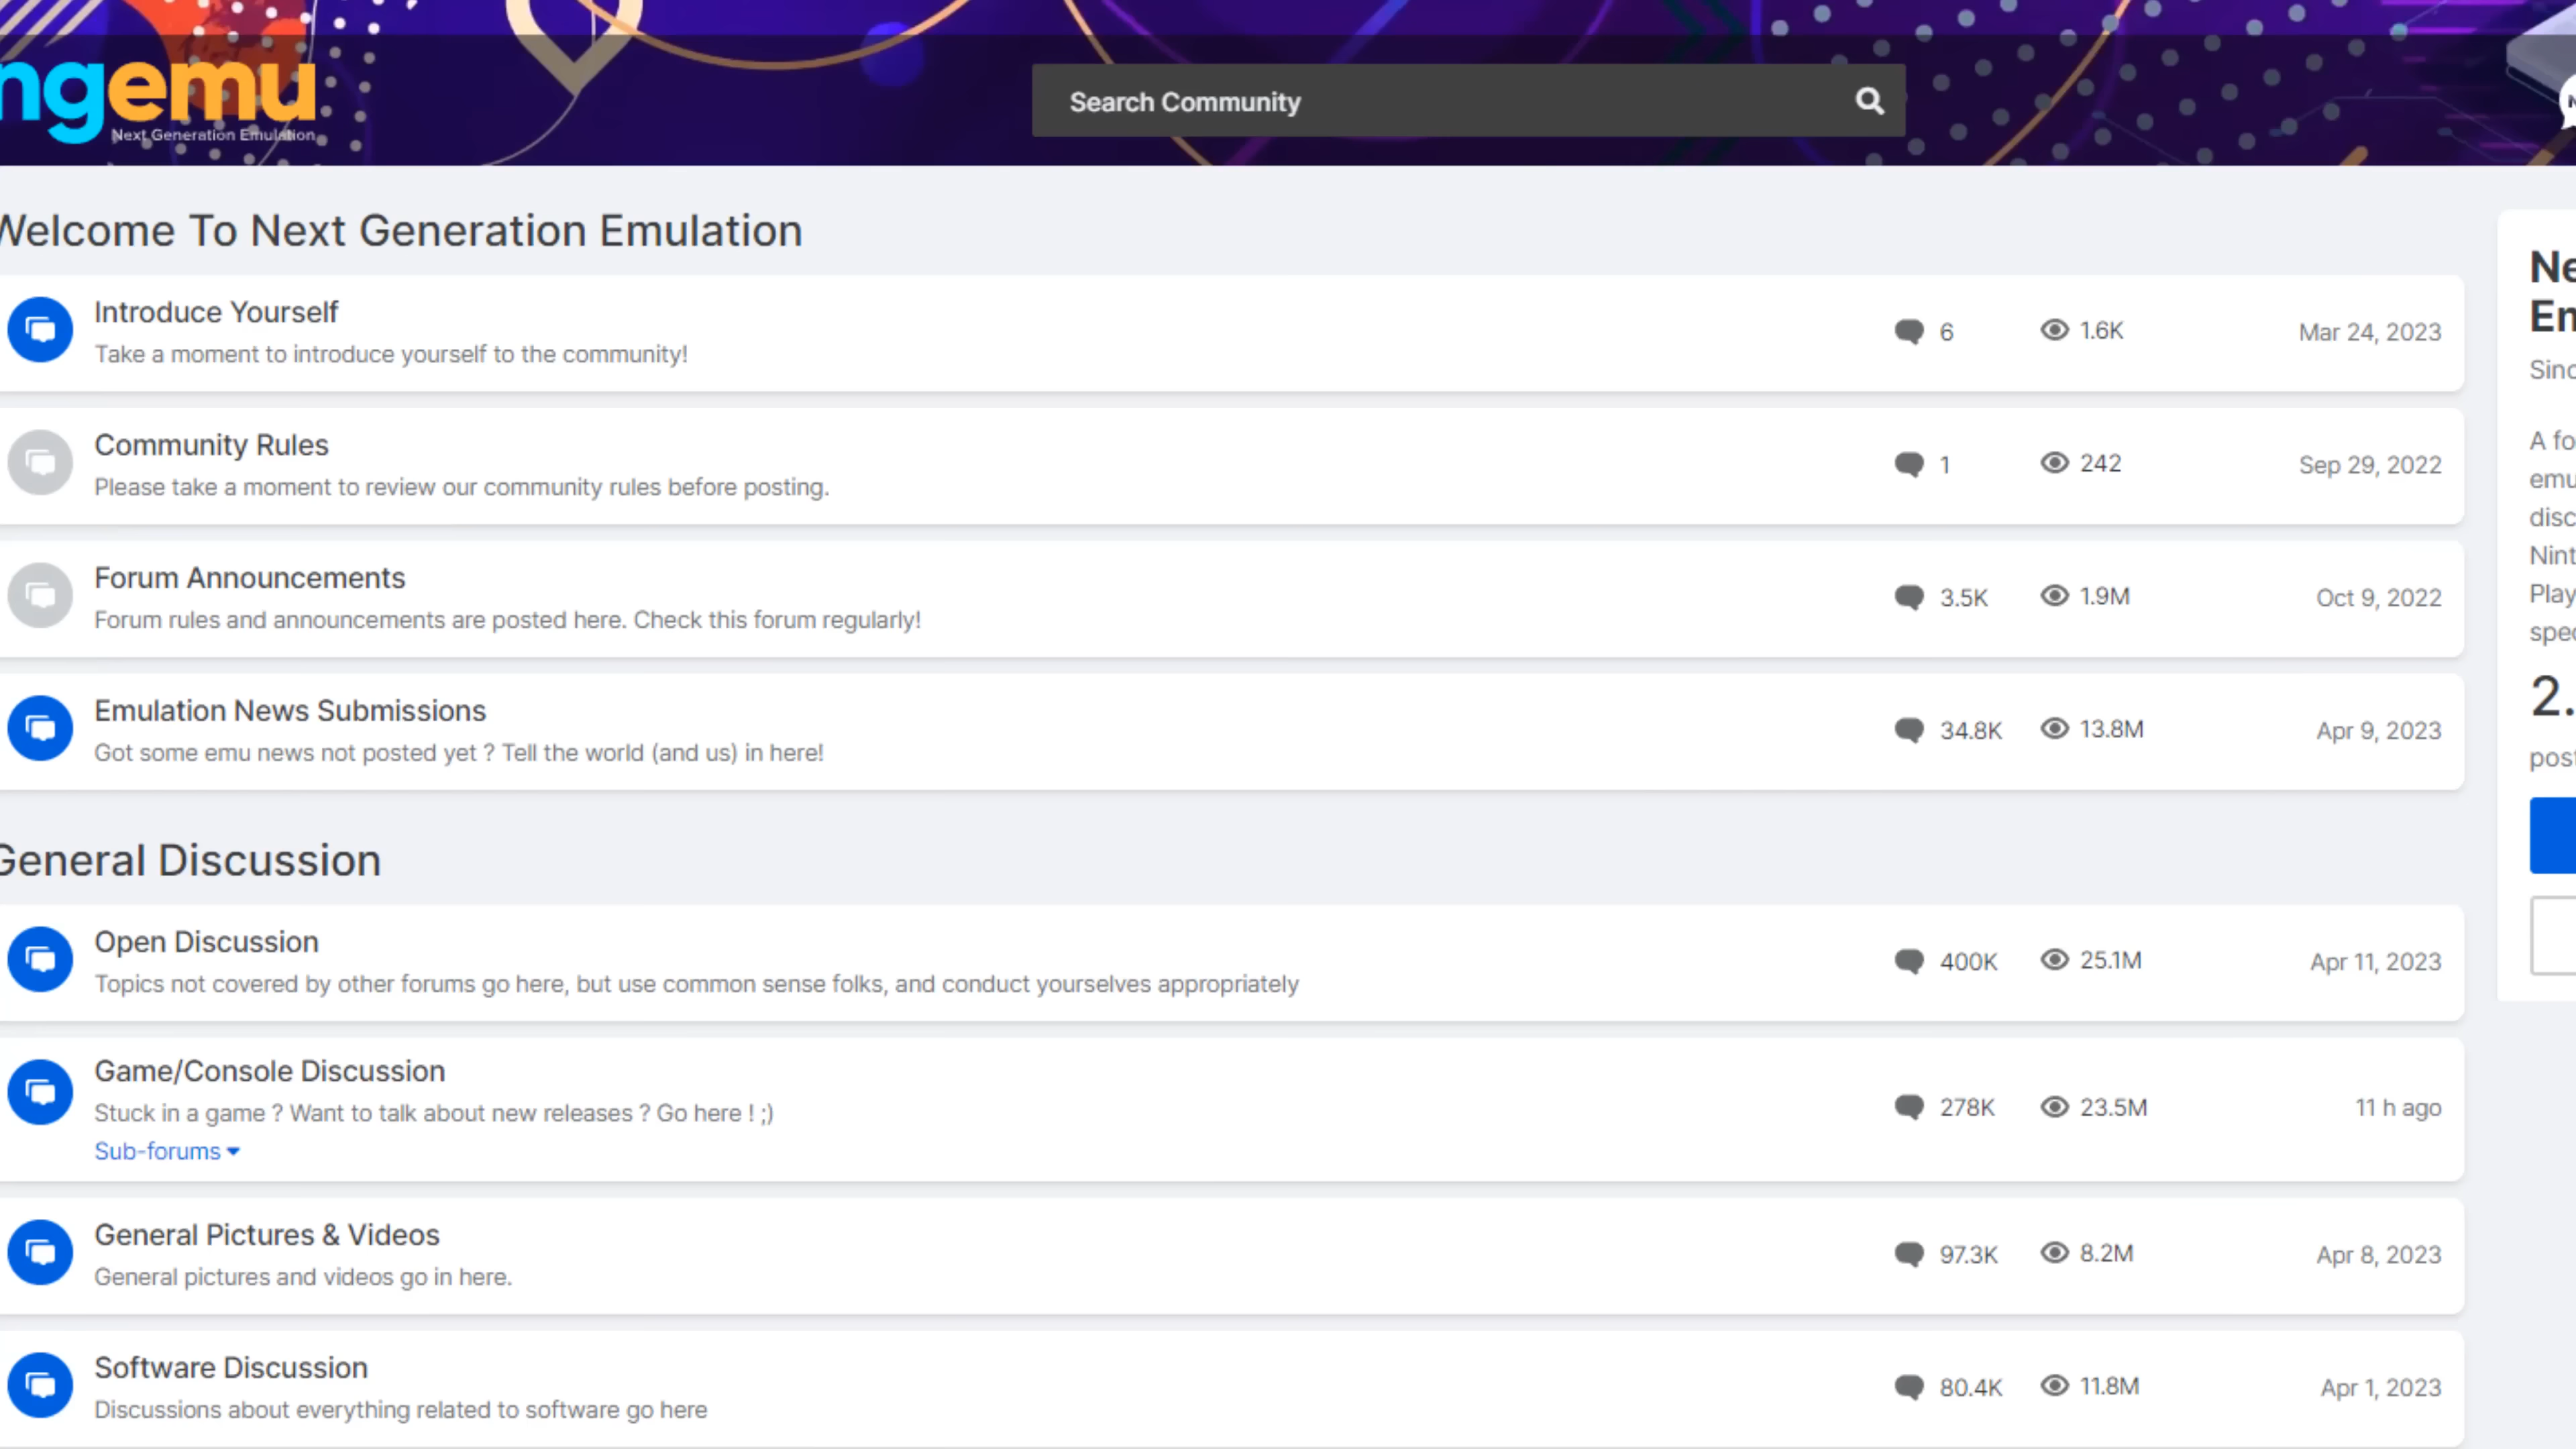 ngemu
Next Generation Emulation
Search Community
Welcome To Next Generation Emulation
Introduce Yourself
Take a moment to introduce yourself to the community!
6 1.6K Mar 24, 2023
Community Rules
Please take a moment to review our community rules before posting.
1 242 Sep 29, 2022
Forum Announcements
Forum rules and announcements are posted here. Check this forum regularly!
3.5K 1.9M Oct 9, 2022
Emulation News Submissions
Got some emu news not posted yet ? Tell the world (and us) in here!
34.8K 13.8M Apr 9, 2023
General Discussion
Open Discussion
Topics not covered by other forums go here, but use common sense folks, and conduct yourselves appropriately
400K 25.1M Apr 11, 2023
Game/Console Discussion
Stuck in a game ? Want to talk about new releases ? Go here ! ;)
Sub-forums
278K 23.5M 11 h ago
General Pictures & Videos
General pictures and videos go in here.
97.3K 8.2M Apr 8, 2023
Software Discussion
Discussions about everything related to software go here
80.4K 11.8M Apr 1, 2023
A